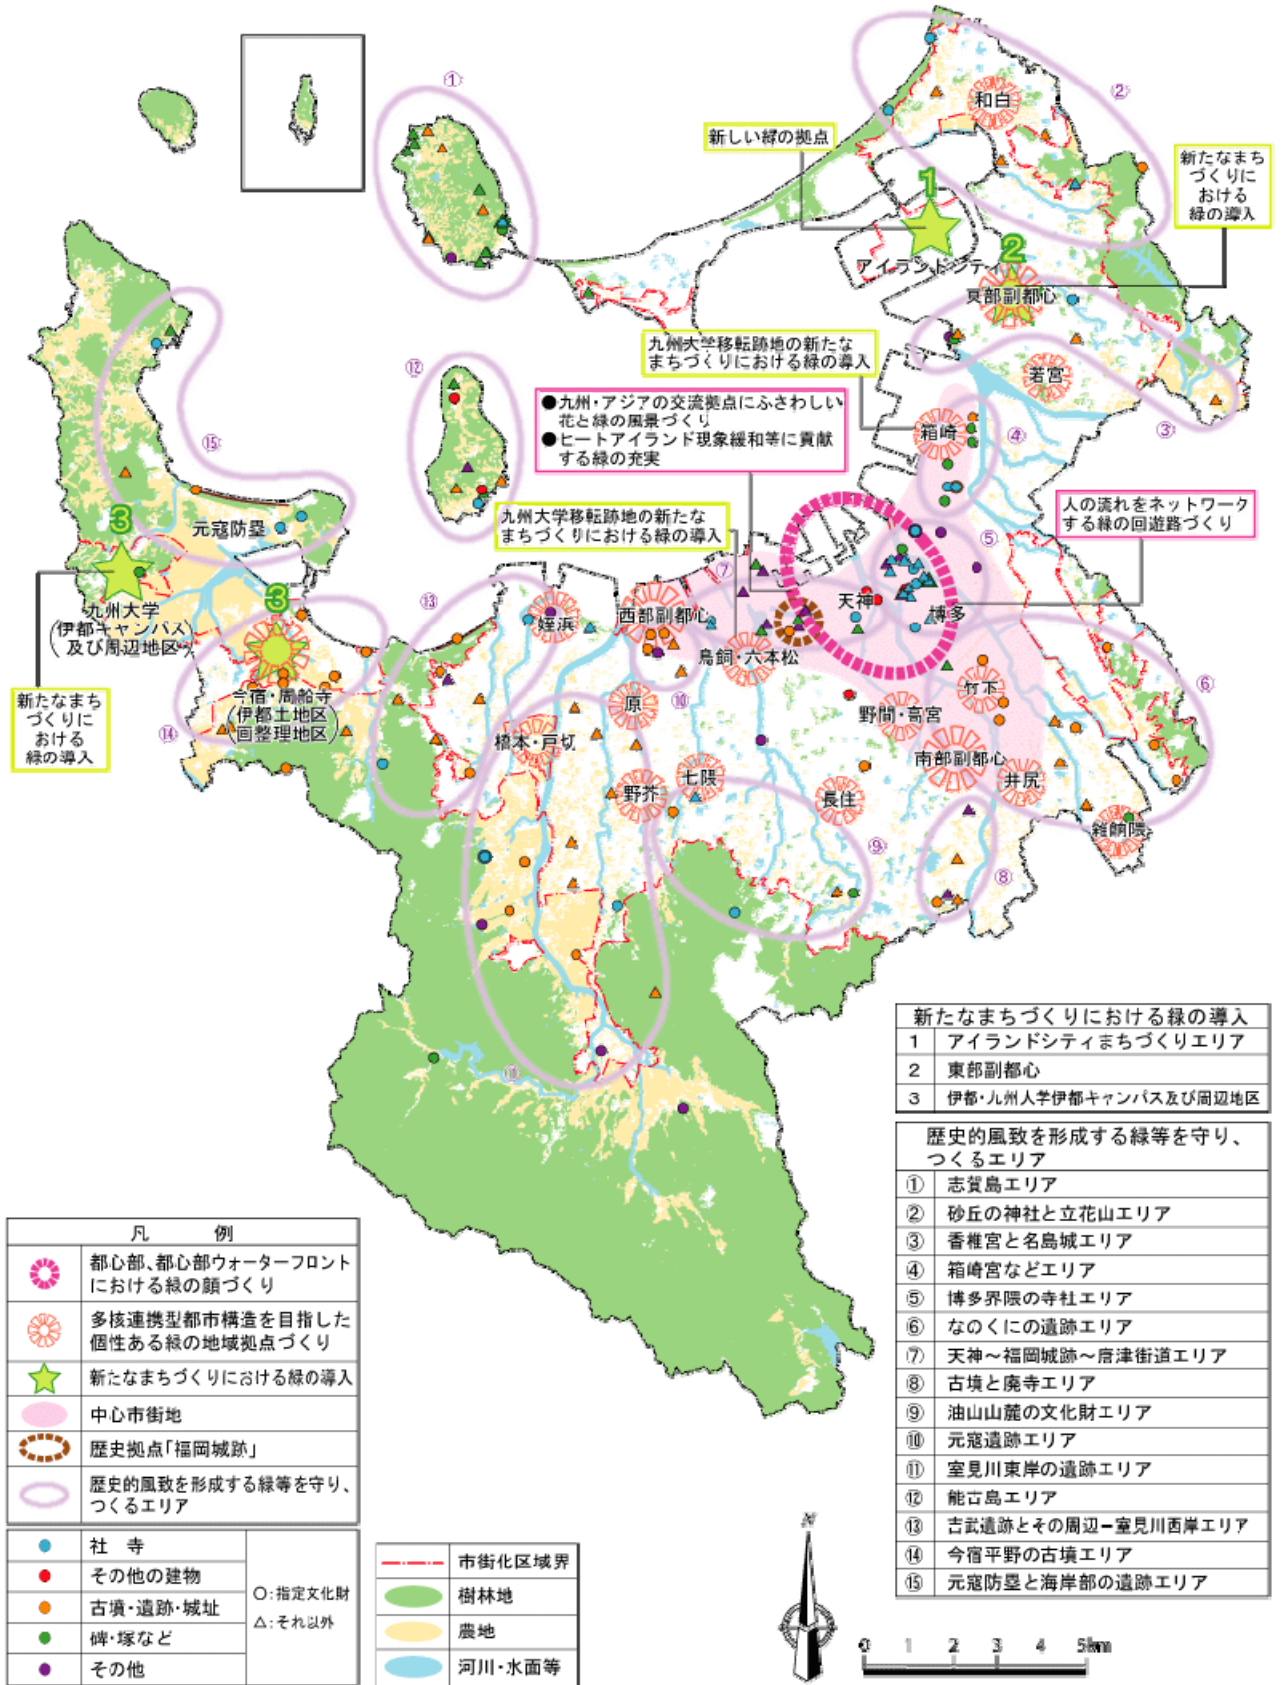 ①
②
和白
新しい緑の拠点
新たなまち
づくりに
おける
緑の導入
1
アイランドシティ
2
東部副都心
九州大学移転跡地の新たな
まちづくりにおける緑の導入
若宮
③
⑫
●九州・アジアの交流拠点にふさわしい
花と緑の風景づくり
●ヒートアイランド現象緩和等に貢献
する緑の充実
箱崎
④
⑮
元寇防塁
九州大学移転跡地の新たな
まちづくりにおける緑の導入
人の流れをネットワーク
する緑の回遊路づくり
⑤
3
九州大学
(伊都キャンパス
及び周辺地区)
3
⑬
姪浜
西部副都心
⑦
天神
博多
鳥飼・六本松
⑥
新たなまち
づくりに
おける
緑の導入
⑭
今宿・周船寺
(伊都土地区
画整理地区)
橋本・戸切
原
⑩
野間・高宮
竹下
南部副都心
井尻
野芥
七隈
長住
雑餉隈
⑨
⑧
⑪
新たなまちづくりにおける緑の導入
1 アイランドシティまちづくりエリア
2 東部副都心
3 伊都・九州大学伊都キャンパス及び周辺地区
歴史的風致を形成する緑等を守り、
つくるエリア
① 志賀島エリア
② 砂丘の神社と立花山エリア
③ 香椎宮と名島城エリア
④ 箱崎宮などエリア
⑤ 博多界隈の寺社エリア
⑥ なのくにの遺跡エリア
⑦ 天神～福岡城跡～唐津街道エリア
⑧ 古墳と廃寺エリア
⑨ 油山山麓の文化財エリア
⑩ 元寇遺跡エリア
⑪ 室見川東岸の遺跡エリア
⑫ 能古島エリア
⑬ 吉武遺跡とその周辺－室見川西岸エリア
⑭ 今宿平野の古墳エリア
⑮ 元寇防塁と海岸部の遺跡エリア
凡 例
都心部、都心部ウォーターフロント
における緑の顔づくり
多核連携型都市構造を目指した
個性ある緑の地域拠点づくり
新たなまちづくりにおける緑の導入
中心市街地
歴史拠点「福岡城跡」
歴史的風致を形成する緑等を守り、
つくるエリア
社 寺
その他の建物
古墳・遺跡・城址
碑・塚など
その他
○:指定文化財
△:それ以外
市街化区域界
樹林地
農地
河川・水面等
N
0 1 2 3 4 5km